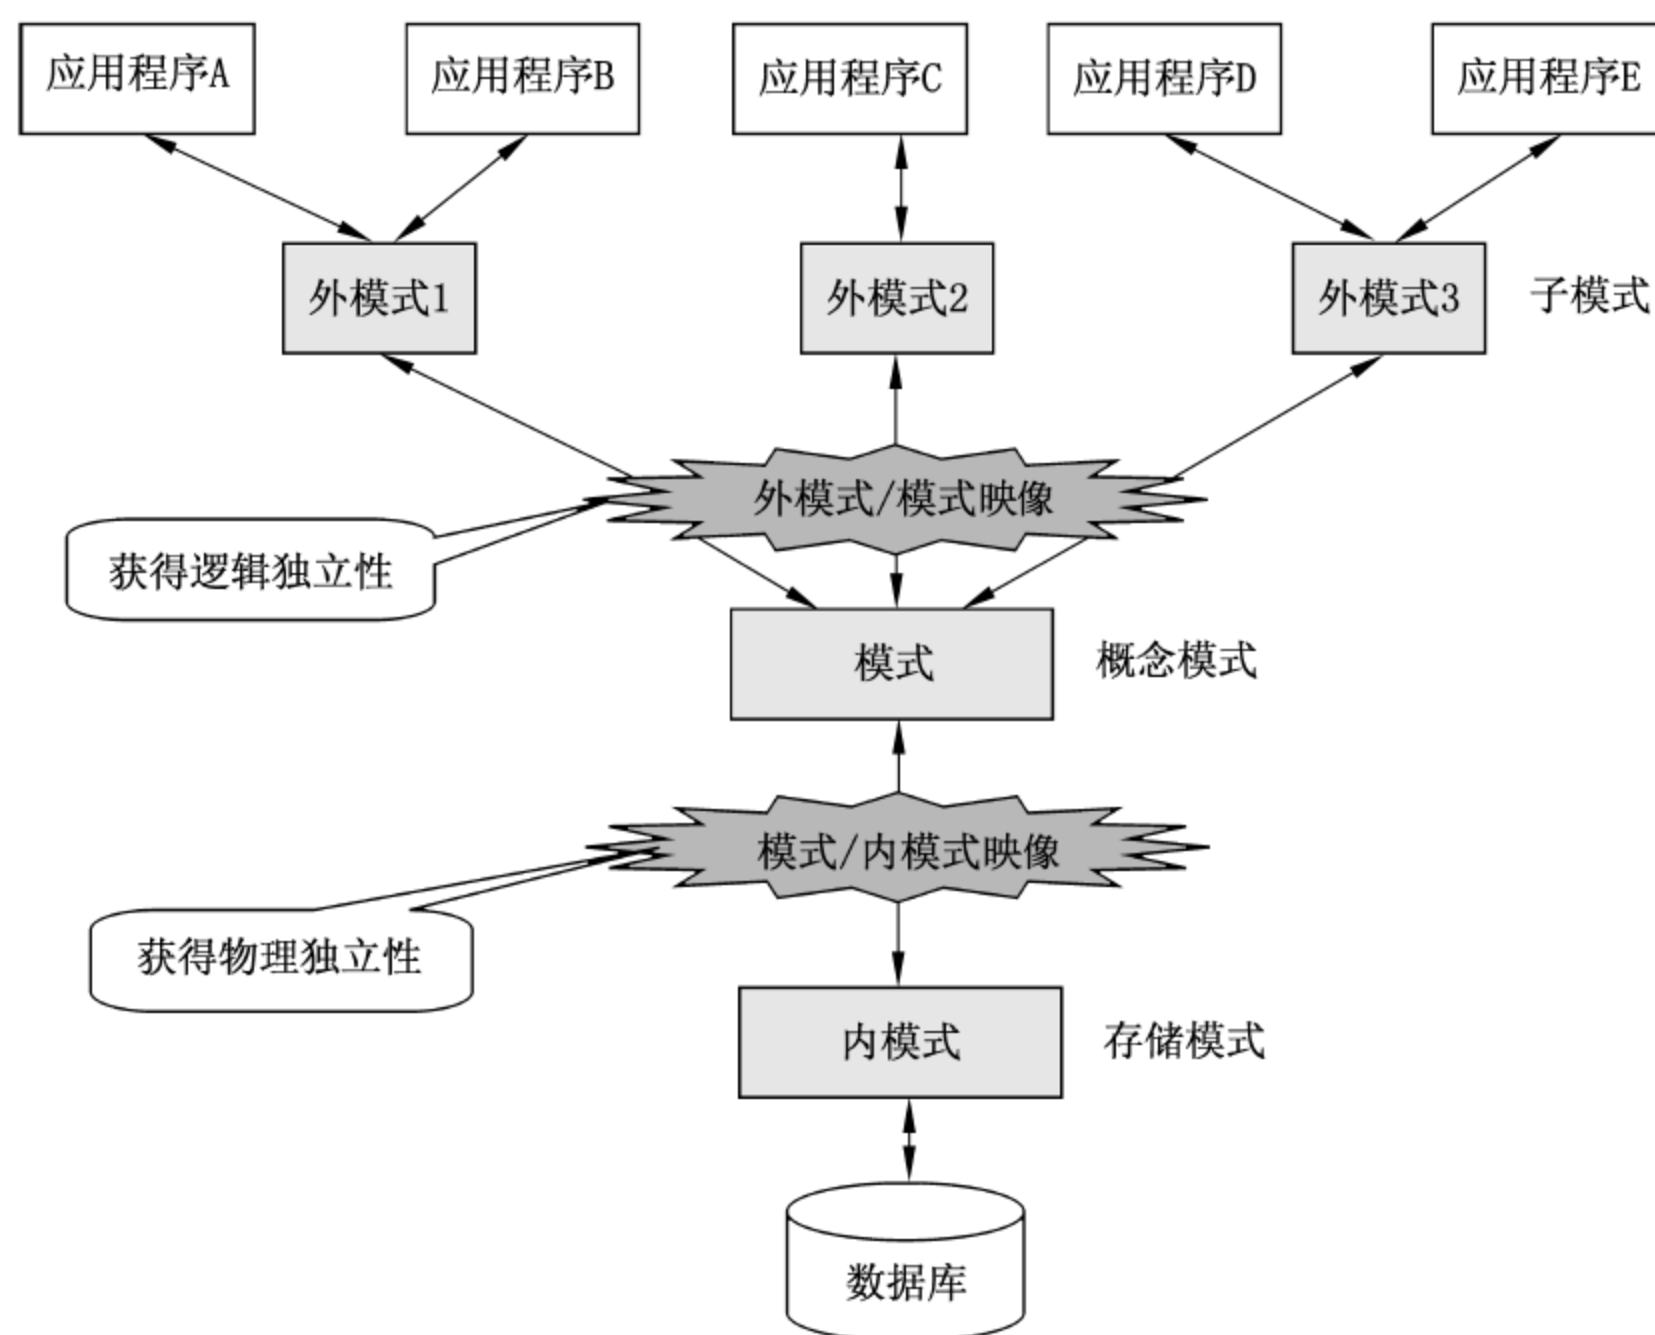 应用程序A
应用程序B
应用程序C
应用程序D
应用程序E
外模式1
外模式2
外模式3
子模式
外模式/模式映像
获得逻辑独立性
模式
概念模式
模式/内模式映像
获得物理独立性
内模式
存储模式
数据库